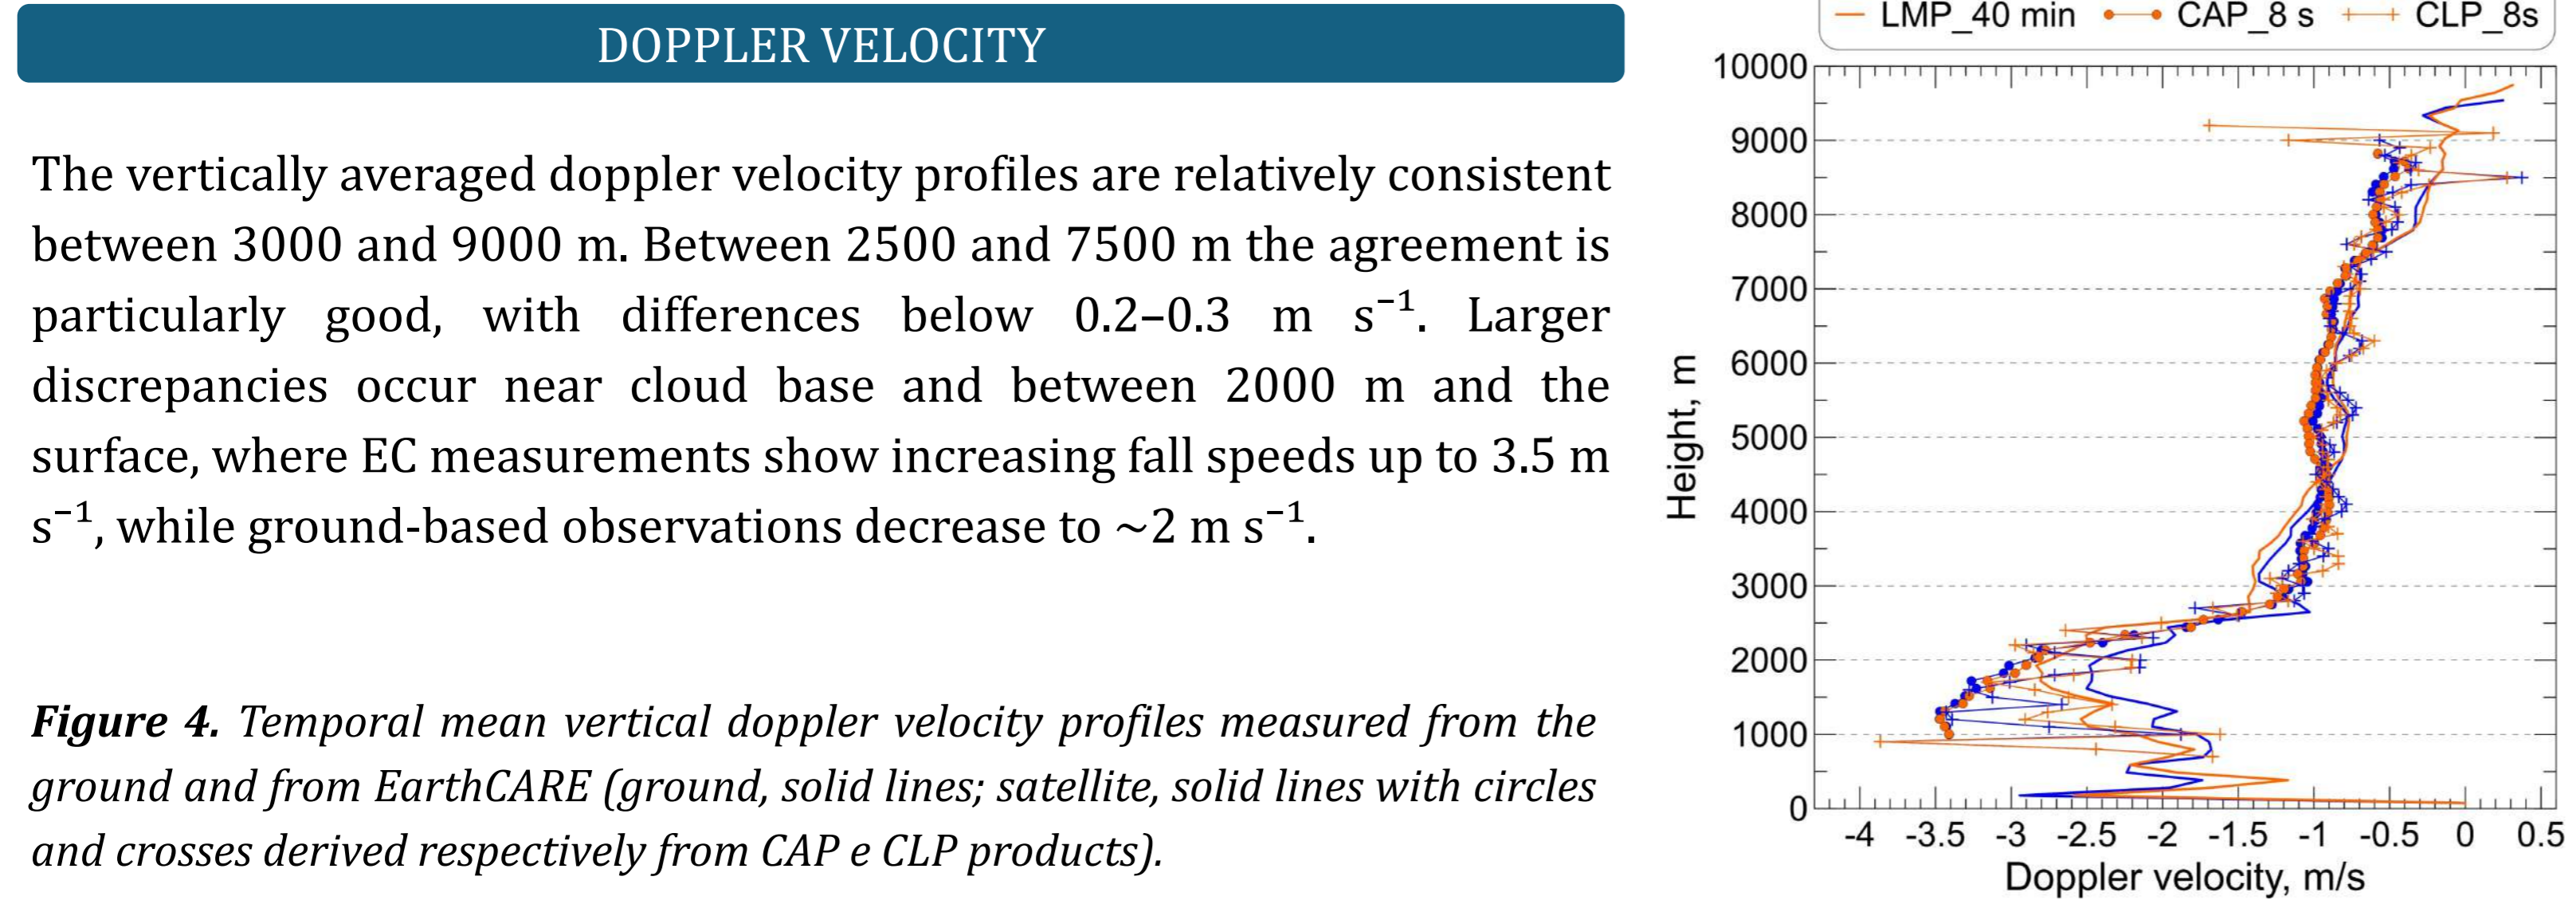 DOPPLER VELOCITY
The vertically averaged doppler velocity profiles are relatively consistent
between 3000 and 9000 m. Between 2500 and 7500 m the agreement is
particularly good, with differences below 0.2–0.3 m s⁻¹. Larger
discrepancies occur near cloud base and between 2000 m and the
surface, where EC measurements show increasing fall speeds up to 3.5 m
s⁻¹, while ground-based observations decrease to ~2 m s⁻¹.
Figure 4. Temporal mean vertical doppler velocity profiles measured from the
ground and from EarthCARE (ground, solid lines; satellite, solid lines with circles
and crosses derived respectively from CAP e CLP products).
LMP_40 min CAP_8 s CLP_8s
10000
9000
8000
7000
6000
5000
4000
3000
2000
1000
0
Height, m
-4 -3.5 -3 -2.5 -2 -1.5 -1 -0.5 0 0.5
Doppler velocity, m/s